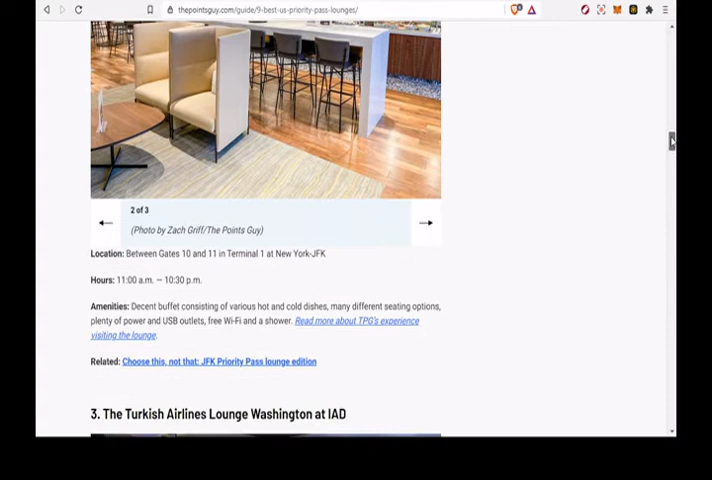 thepointsguy.com/guide/9-best-us-priority-pass-lounges/
2 of 3
(Photo by Zach Griff/The Points Guy)
Location: Between Gates 10 and 11 in Terminal 1 at New York-JFK
Hours: 11:00 a.m. — 10:30 p.m.
Amenities: Decent buffet consisting of various hot and cold dishes, many different seating options,
plenty of power and USB outlets, free Wi-Fi and a shower. Read more about TPG's experience
visiting the lounge.
Related: Choose this, not that: JFK Priority Pass lounge edition
3. The Turkish Airlines Lounge Washington at IAD